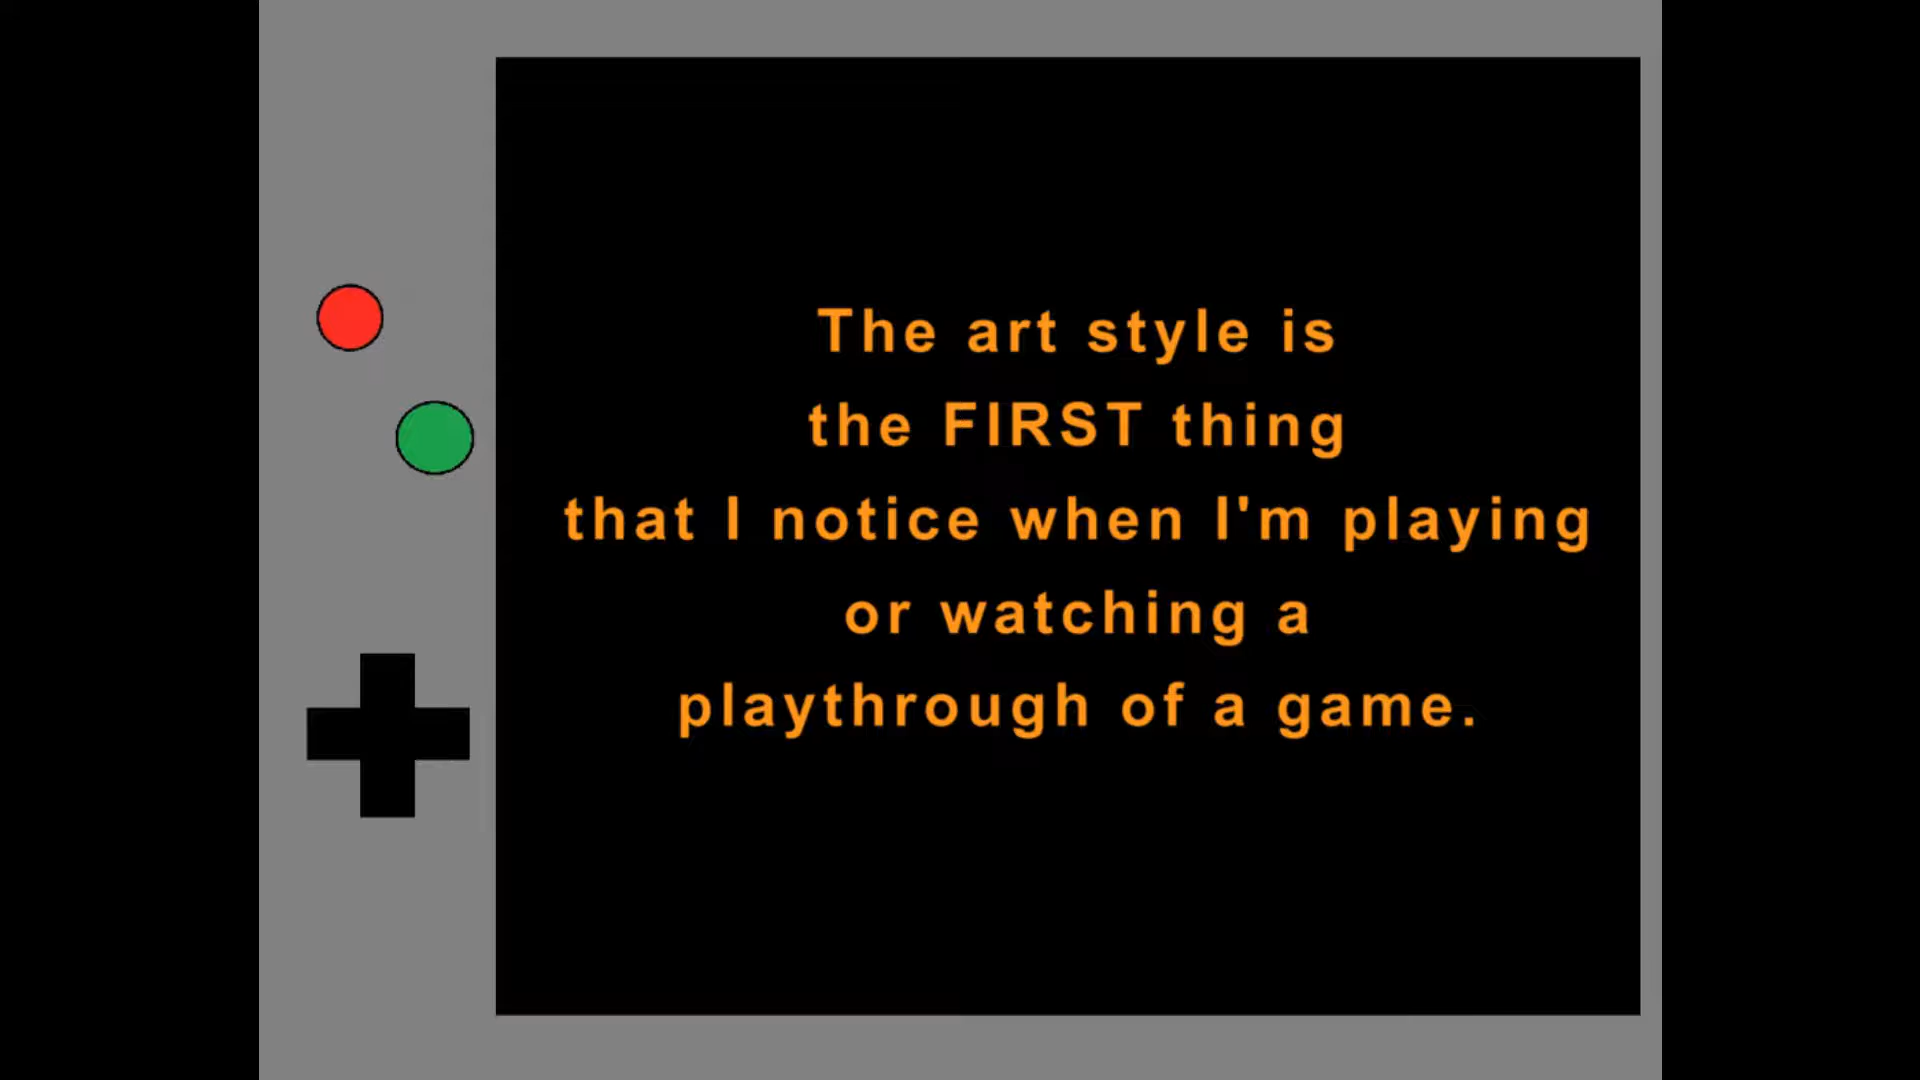 The art style is
the FIRST thing
that I notice when I'm playing
or watching a
playthrough of a game.